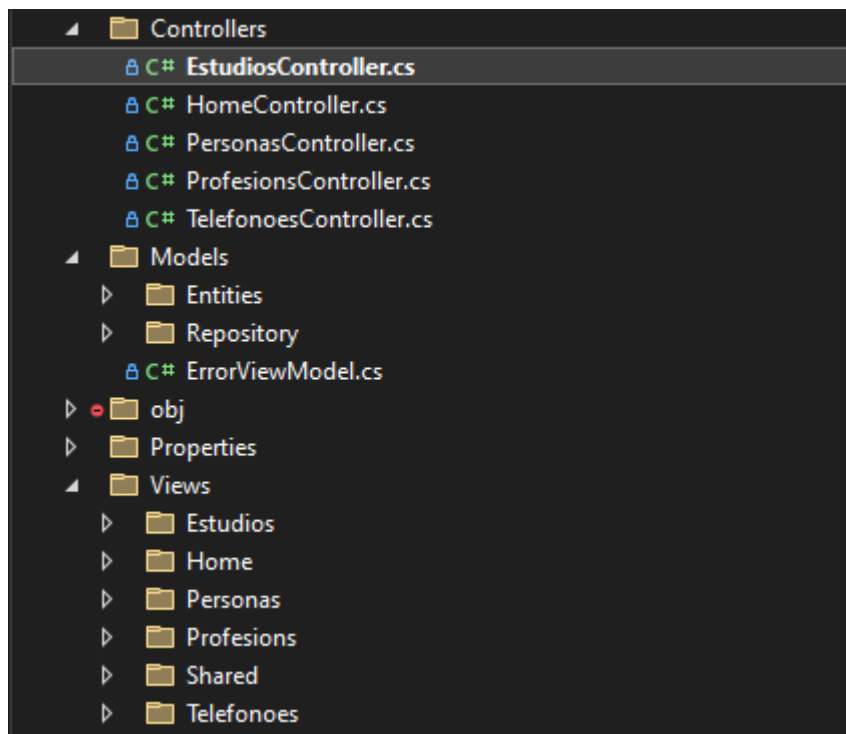 Controllers
C# EstudiosController.cs
C# HomeController.cs
C# PersonasController.cs
C# ProfesionsController.cs
C# TelefonoesController.cs
Models
Entities
Repository
C# ErrorViewModel.cs
obj
Properties
Views
Estudios
Home
Personas
Profesions
Shared
Telefonoes